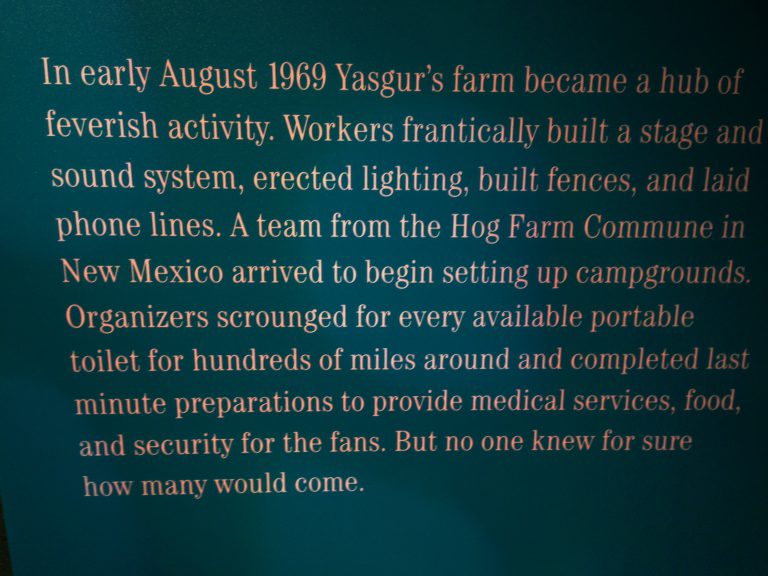 In early August 1969 Yasgur's farm became a hub of
feverish activity. Workers frantically built a stage and
sound system, erected lighting, built fences, and laid
phone lines. A team from the Hog Farm Commune in
New Mexico arrived to begin setting up campgrounds.
Organizers scrounged for every available portable
toilet for hundreds of miles around and completed last
minute preparations to provide medical services, food,
and security for the fans. But no one knew for sure
how many would come.